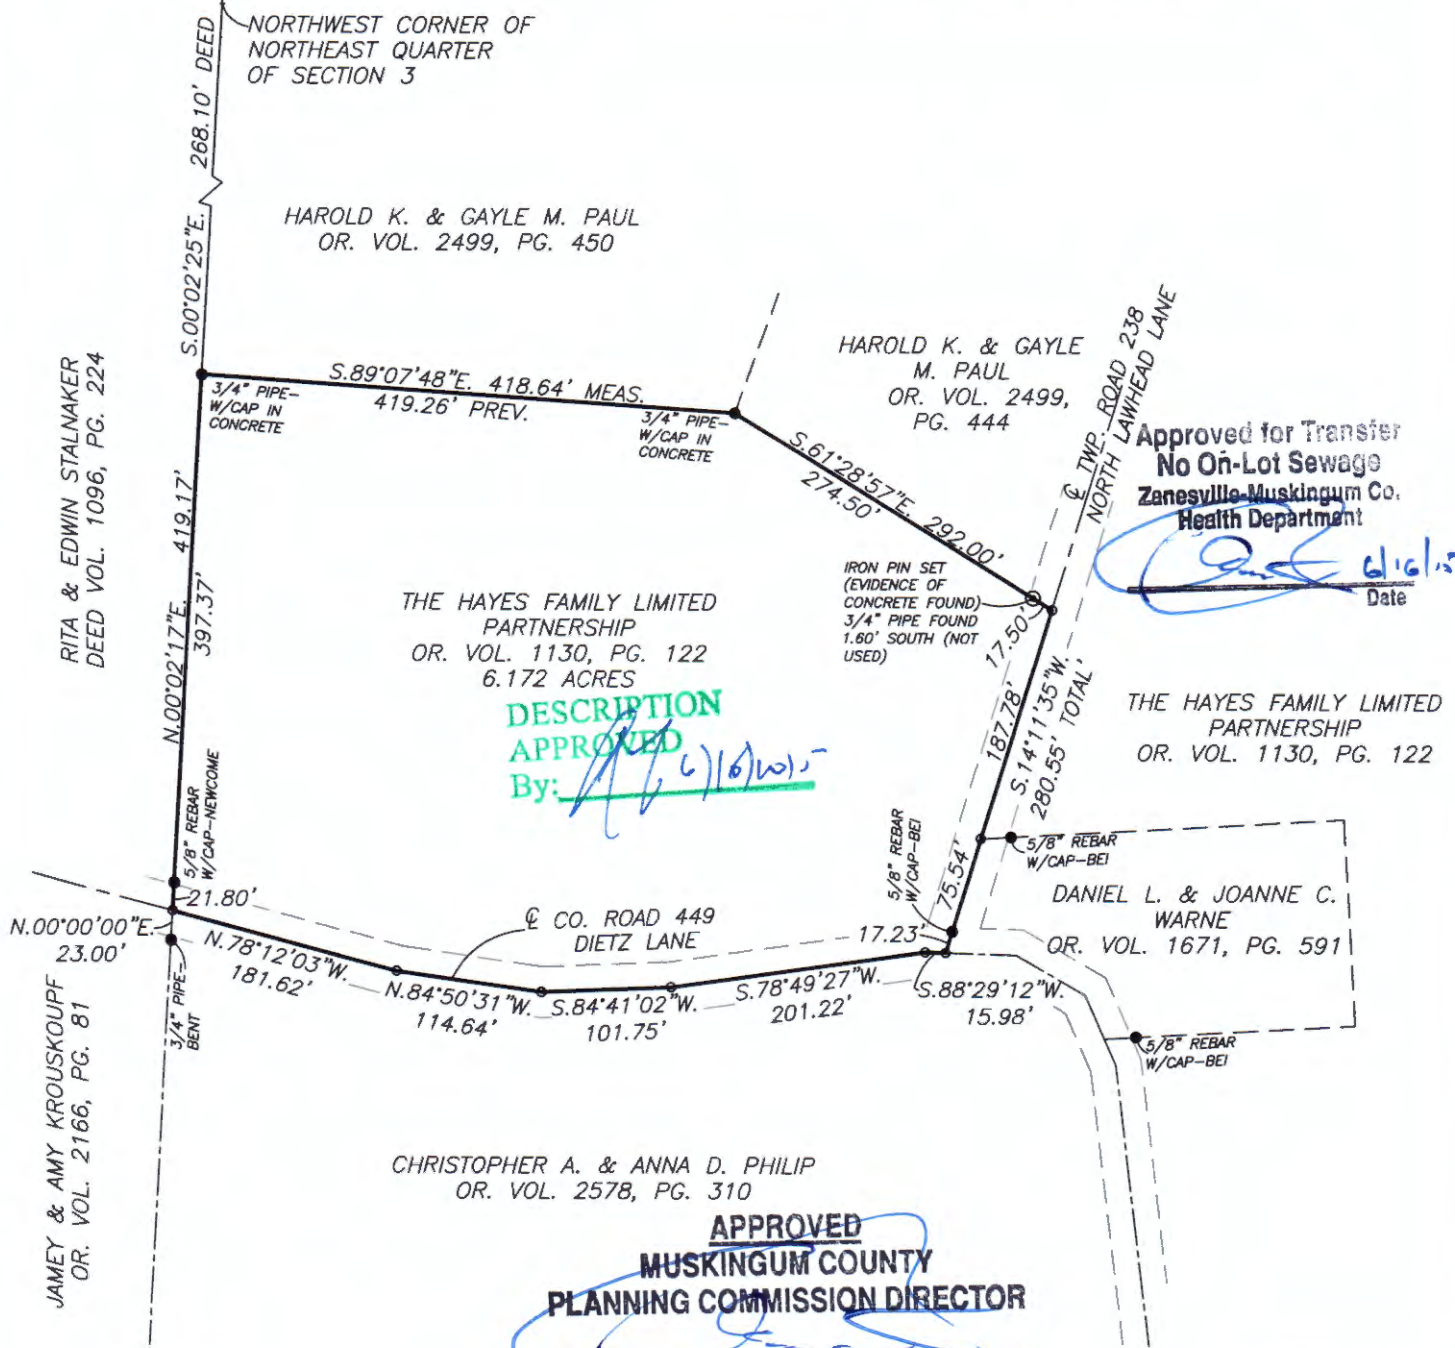 NORTHWEST CORNER OF
NORTHEAST QUARTER
OF SECTION 3
268.10' DEED
S.00°02'25"E.
HAROLD K. & GAYLE M. PAUL
OR. VOL. 2499, PG. 450
RITA & EDWIN STALNAKER
DEED VOL. 1096, PG. 224
S.89°07'48"E. 418.64' MEAS.
419.26' PREV.
3/4" PIPE-
W/CAP IN
CONCRETE
3/4" PIPE-
W/CAP IN
CONCRETE
HAROLD K. & GAYLE
M. PAUL
OR. VOL. 2499,
PG. 444
S.61°28'57"E. 292.00'
274.50'
℄ TWP. ROAD 238
NORTH LAWHEAD LANE
Approved for Transfer
No On-Lot Sewage
Zanesville-Muskingum Co.
Health Department
6/16/15
Date
N.00°02'17"E. 419.17'
397.37'
THE HAYES FAMILY LIMITED
PARTNERSHIP
OR. VOL. 1130, PG. 122
6.172 ACRES
DESCRIPTION
APPROVED
By:
IRON PIN SET
(EVIDENCE OF
CONCRETE FOUND)
3/4" PIPE FOUND
1.60' SOUTH (NOT
USED)
17.50'
187.78'
S.14°11'35"W.
280.55' TOTAL
THE HAYES FAMILY LIMITED
PARTNERSHIP
OR. VOL. 1130, PG. 122
5/8" REBAR
W/CAP-NEWCOME
21.80'
5/8" REBAR
W/CAP-BEI
75.54'
5/8" REBAR
W/CAP-BEI
DANIEL L. & JOANNE C.
WARNE
OR. VOL. 1671, PG. 591
℄ CO. ROAD 449
DIETZ LANE
17.23'
N.00°00'00"E.
23.00'
N.78°12'03"W.
181.62'
N.84°50'31"W.
114.64'
S.84°41'02"W.
101.75'
S.78°49'27"W.
201.22'
S.88°29'12"W.
15.98'
5/8" REBAR
W/CAP-BEI
3/4" PIPE-
BENT
JAMEY & AMY KROUSKOUPF
OR. VOL. 2166, PG. 81
CHRISTOPHER A. & ANNA D. PHILIP
OR. VOL. 2578, PG. 310
APPROVED
MUSKINGUM COUNTY
PLANNING COMMISSION DIRECTOR